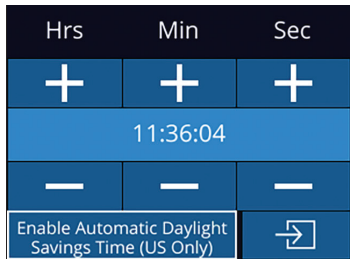 Hrs Min Sec
+ + +
11:36:04
— — —
Enable Automatic Daylight
Savings Time (US Only)